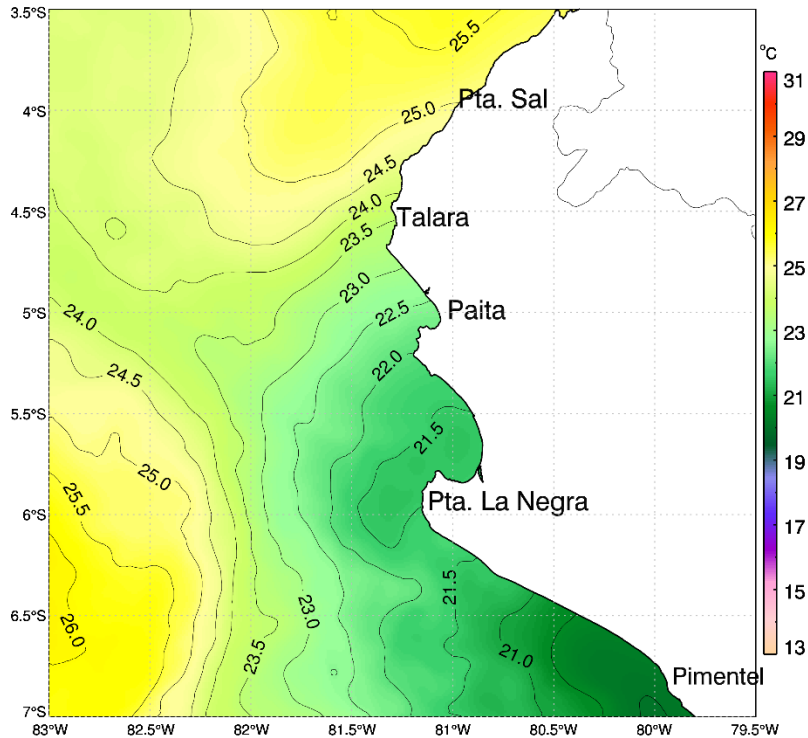 3.5°S
25.5
°C
31
Pta. Sal
25.0
4°S
29
24.5
27
24.0
4.5°S
Talara
23.5
25
23.0
5°S
22.5
Paita
24.0
23
22.0
24.5
5.5°S
21.5
21
25.0
25.5
19
6°S
Pta. La Negra
17
21.5
23.0
6.5°S
26.0
15
23.5
21.0
13
Pimentel
7°S
83°W
82.5°W
82°W
81.5°W
81°W
80.5°W
80°W
79.5°W